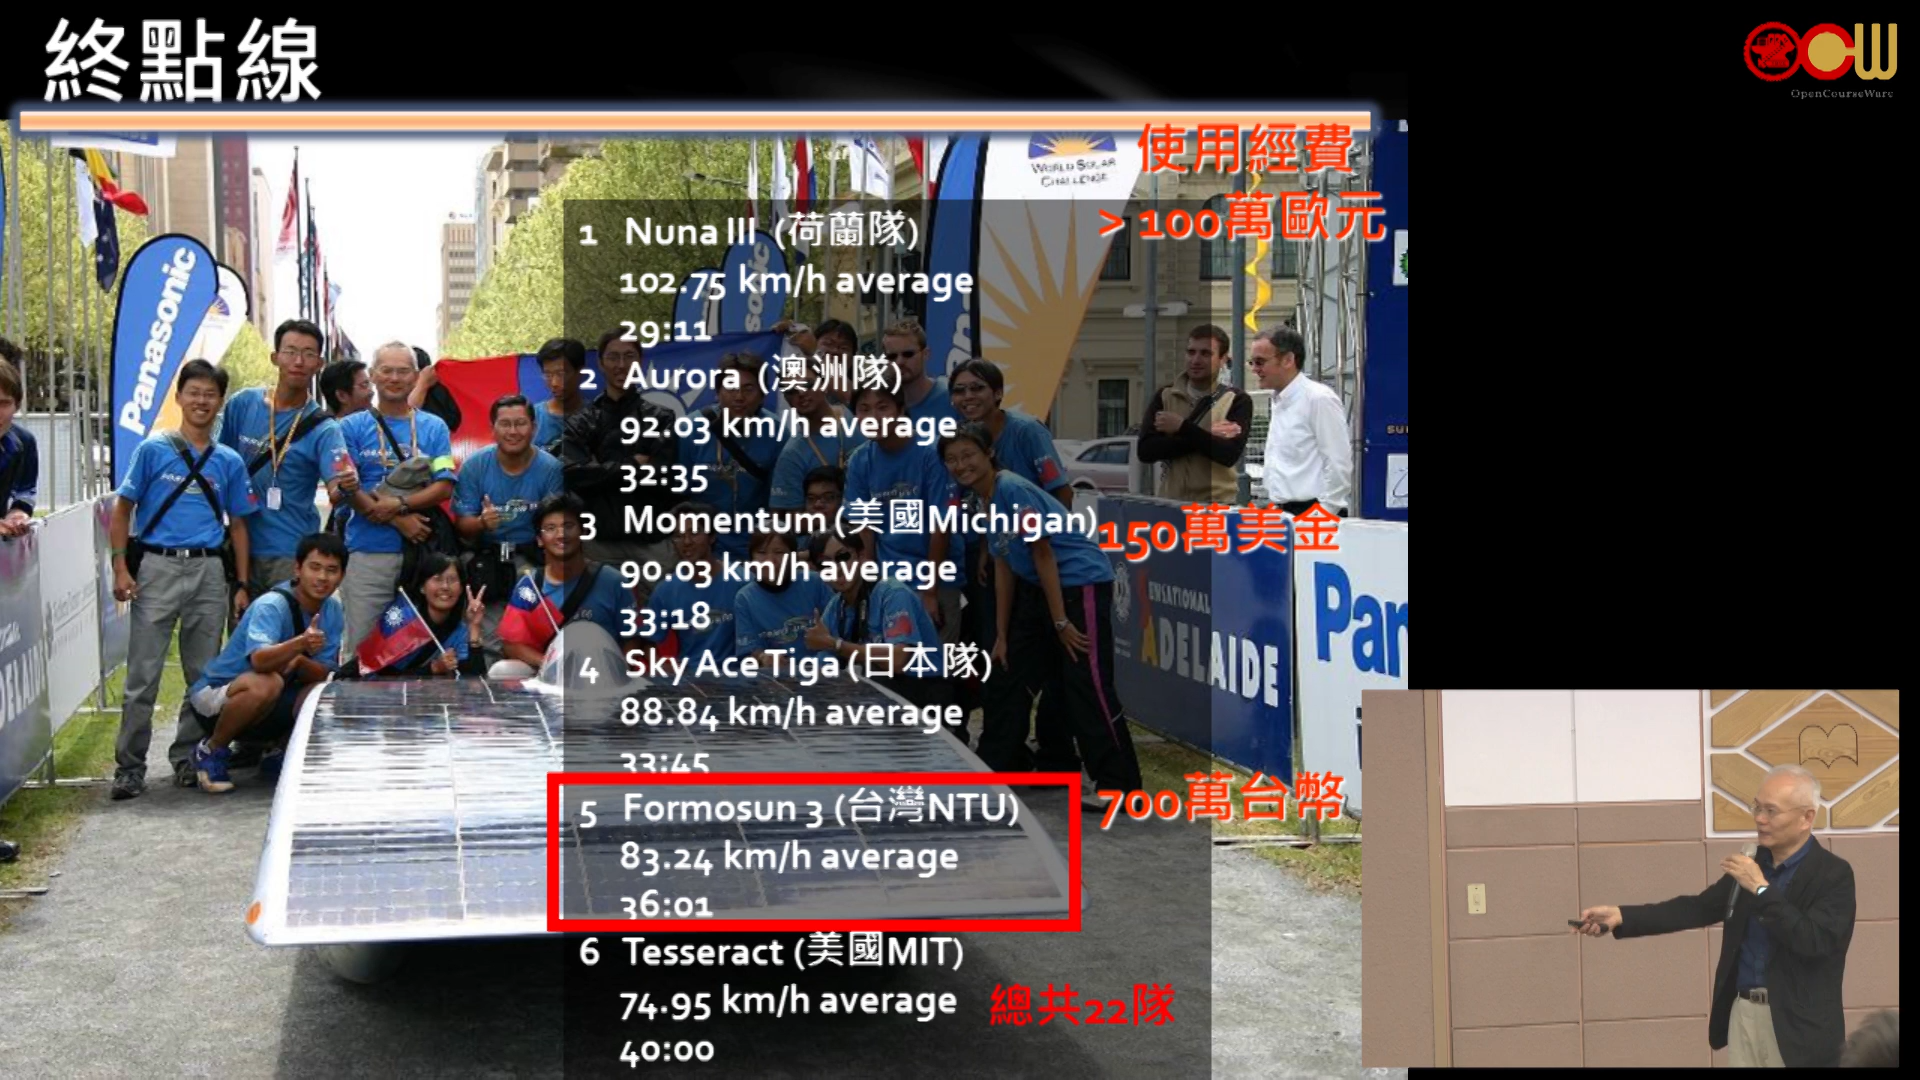 終點線
OpenCourseWare
使用經費
> 100萬歐元
WORLD SOLAR
CHALLENGE
1 Nuna III (荷蘭隊)
102.75 km/h average
29:11
2 Aurora (澳洲隊)
92.03 km/h average
32:35
3 Momentum (美國Michigan)
150萬美金
90.03 km/h average
33:18
4 Sky Ace Tiga (日本隊)
88.84 km/h average
33:45
5 Formosun 3 (台灣NTU)
700萬台幣
83.24 km/h average
36:01
6 Tesseract (美國MIT)
74.95 km/h average
總共22隊
40:00
Panasonic
SENSATIONAL
ADELAIDE
Pan